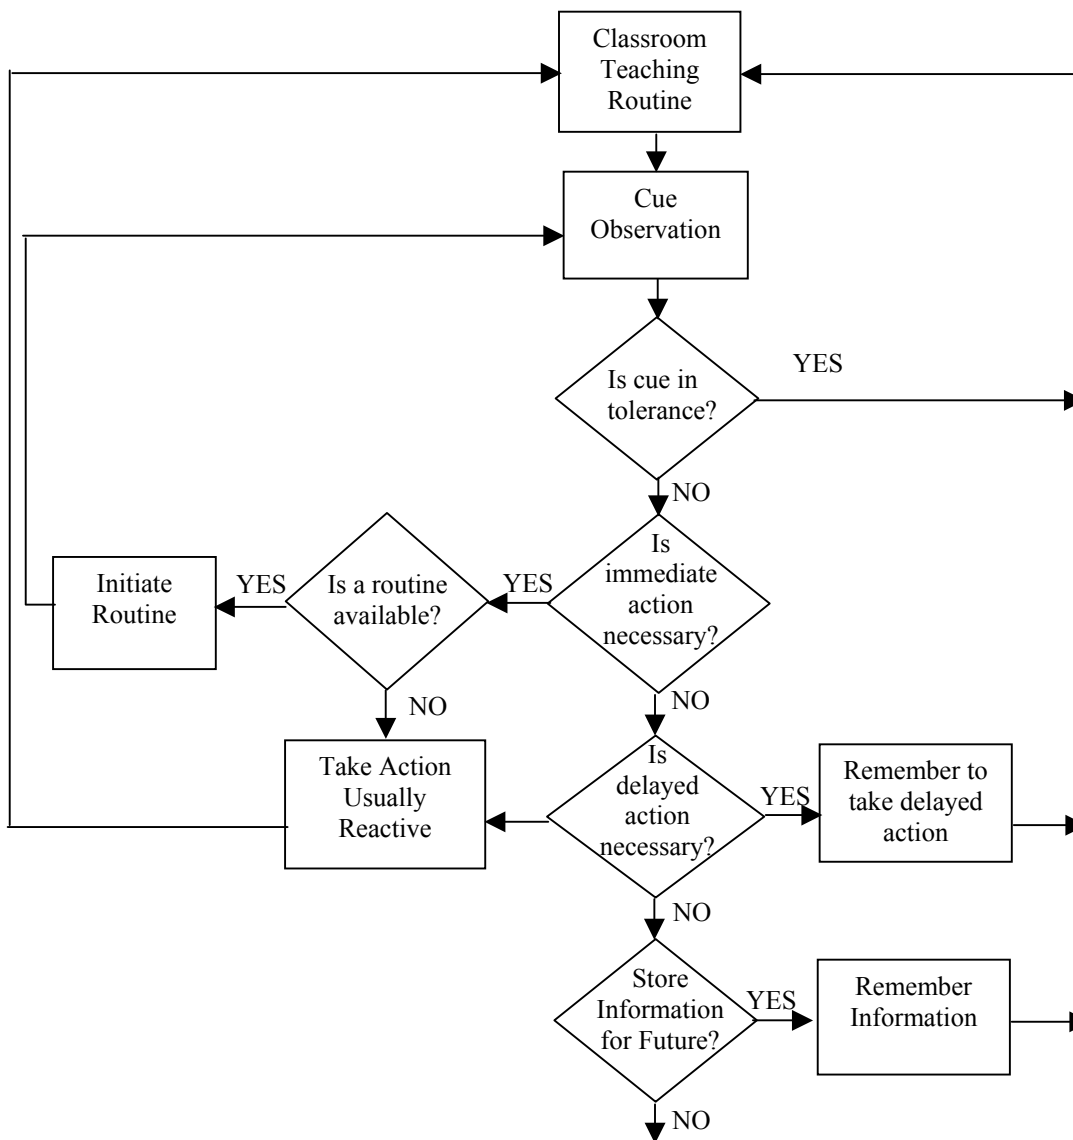 Classroom
Teaching
Routine
Cue
Observation
YES
Is cue in
tolerance?
NO
Is
immediate
action
necessary?
YES
Is a routine
available?
YES
Initiate
Routine
NO
NO
Take Action
Usually
Reactive
Is
delayed
action
necessary?
YES
Remember to
take delayed
action
NO
Store
Information
for Future?
YES
Remember
Information
NO